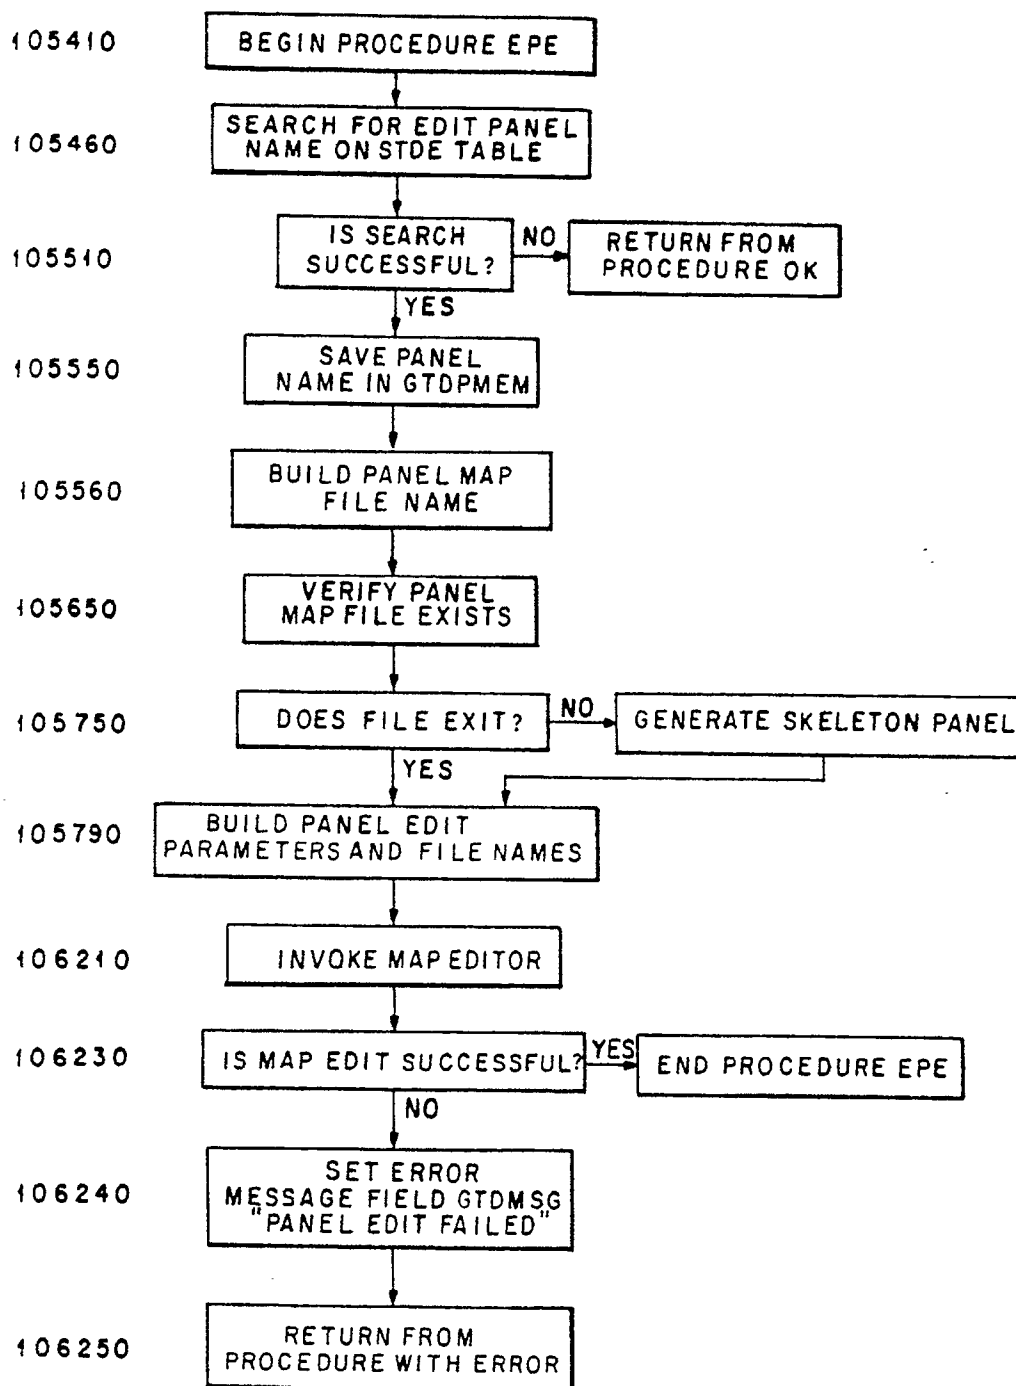 105410
BEGIN PROCEDURE EPE
105460
SEARCH FOR EDIT PANEL
NAME ON STDE TABLE
105510
IS SEARCH
SUCCESSFUL?
NO
RETURN FROM
PROCEDURE OK
YES
105550
SAVE PANEL
NAME IN GTDPMEM
105560
BUILD PANEL MAP
FILE NAME
105650
VERIFY PANEL
MAP FILE EXISTS
105750
DOES FILE EXIT?
NO
GENERATE SKELETON PANEL
YES
105790
BUILD PANEL EDIT
PARAMETERS AND FILE NAMES
106210
INVOKE MAP EDITOR
106230
IS MAP EDIT SUCCESSFUL?
YES
END PROCEDURE EPE
NO
106240
SET ERROR
MESSAGE FIELD GTDMSG
"PANEL EDIT FAILED"
106250
RETURN FROM
PROCEDURE WITH ERROR